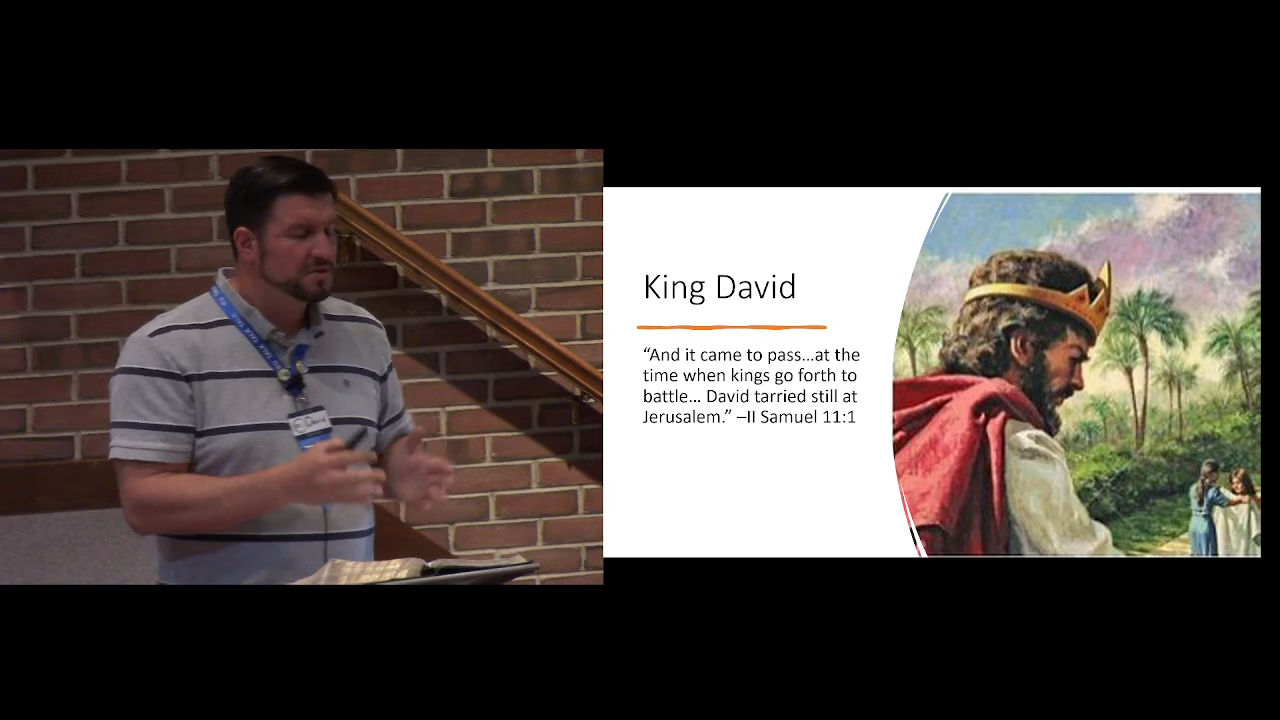 King David
“And it came to pass...at the
time when kings go forth to
battle... David tarried still at
Jerusalem.” –II Samuel 11:1